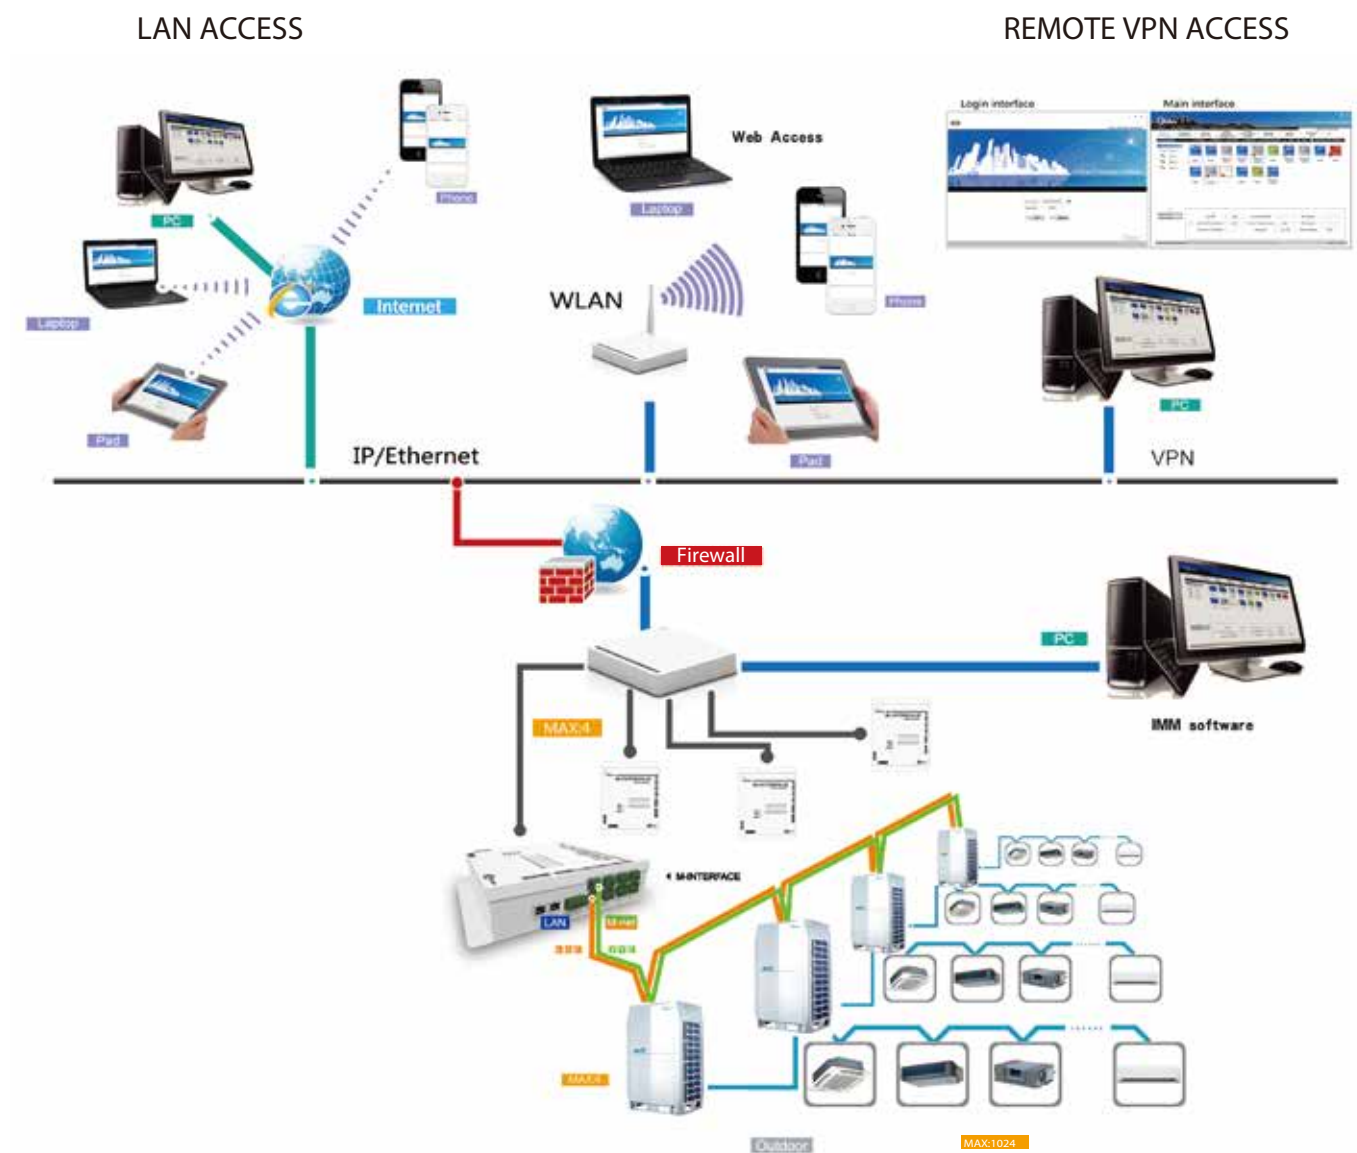 LAN ACCESS
REMOTE VPN ACCESS
Login interface
Main interface
Web Access
Phone
Laptop
PC
Internet
WLAN
Phone
Laptop
PC
Pad
IP/Ethernet
VPN
Pad
Firewall
PC
MAX:4
IMM software
M-INTERFACE
LAN
M-net
MAX:4
Outdoor
MAX:1024